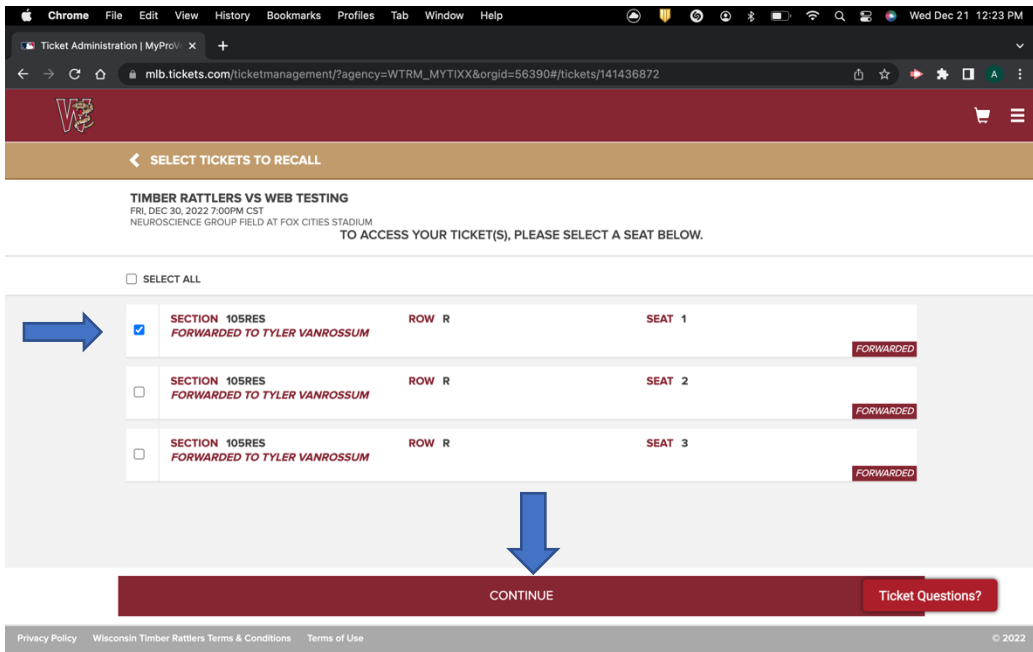 Chrome File Edit View History Bookmarks Profiles Tab Window Help Wed Dec 21 12:23 PM
Ticket Administration | MyProV
mlb.tickets.com/ticketmanagement/?agency=WTRM_MYTIXX&orgid=56390#/tickets/141436872 A
W
SELECT TICKETS TO RECALL
TIMBER RATTLERS VS WEB TESTING
FRI, DEC 30, 2022 7:00PM CST
NEUROSCIENCE GROUP FIELD AT FOX CITIES STADIUM
TO ACCESS YOUR TICKET(S), PLEASE SELECT A SEAT BELOW.
SELECT ALL
SECTION 105RES ROW R SEAT 1
FORWARDED TO TYLER VANROSSUM
FORWARDED
SECTION 105RES ROW R SEAT 2
FORWARDED TO TYLER VANROSSUM
FORWARDED
SECTION 105RES ROW R SEAT 3
FORWARDED TO TYLER VANROSSUM
FORWARDED
CONTINUE
Ticket Questions?
Privacy Policy Wisconsin Timber Rattlers Terms & Conditions Terms of Use © 2022